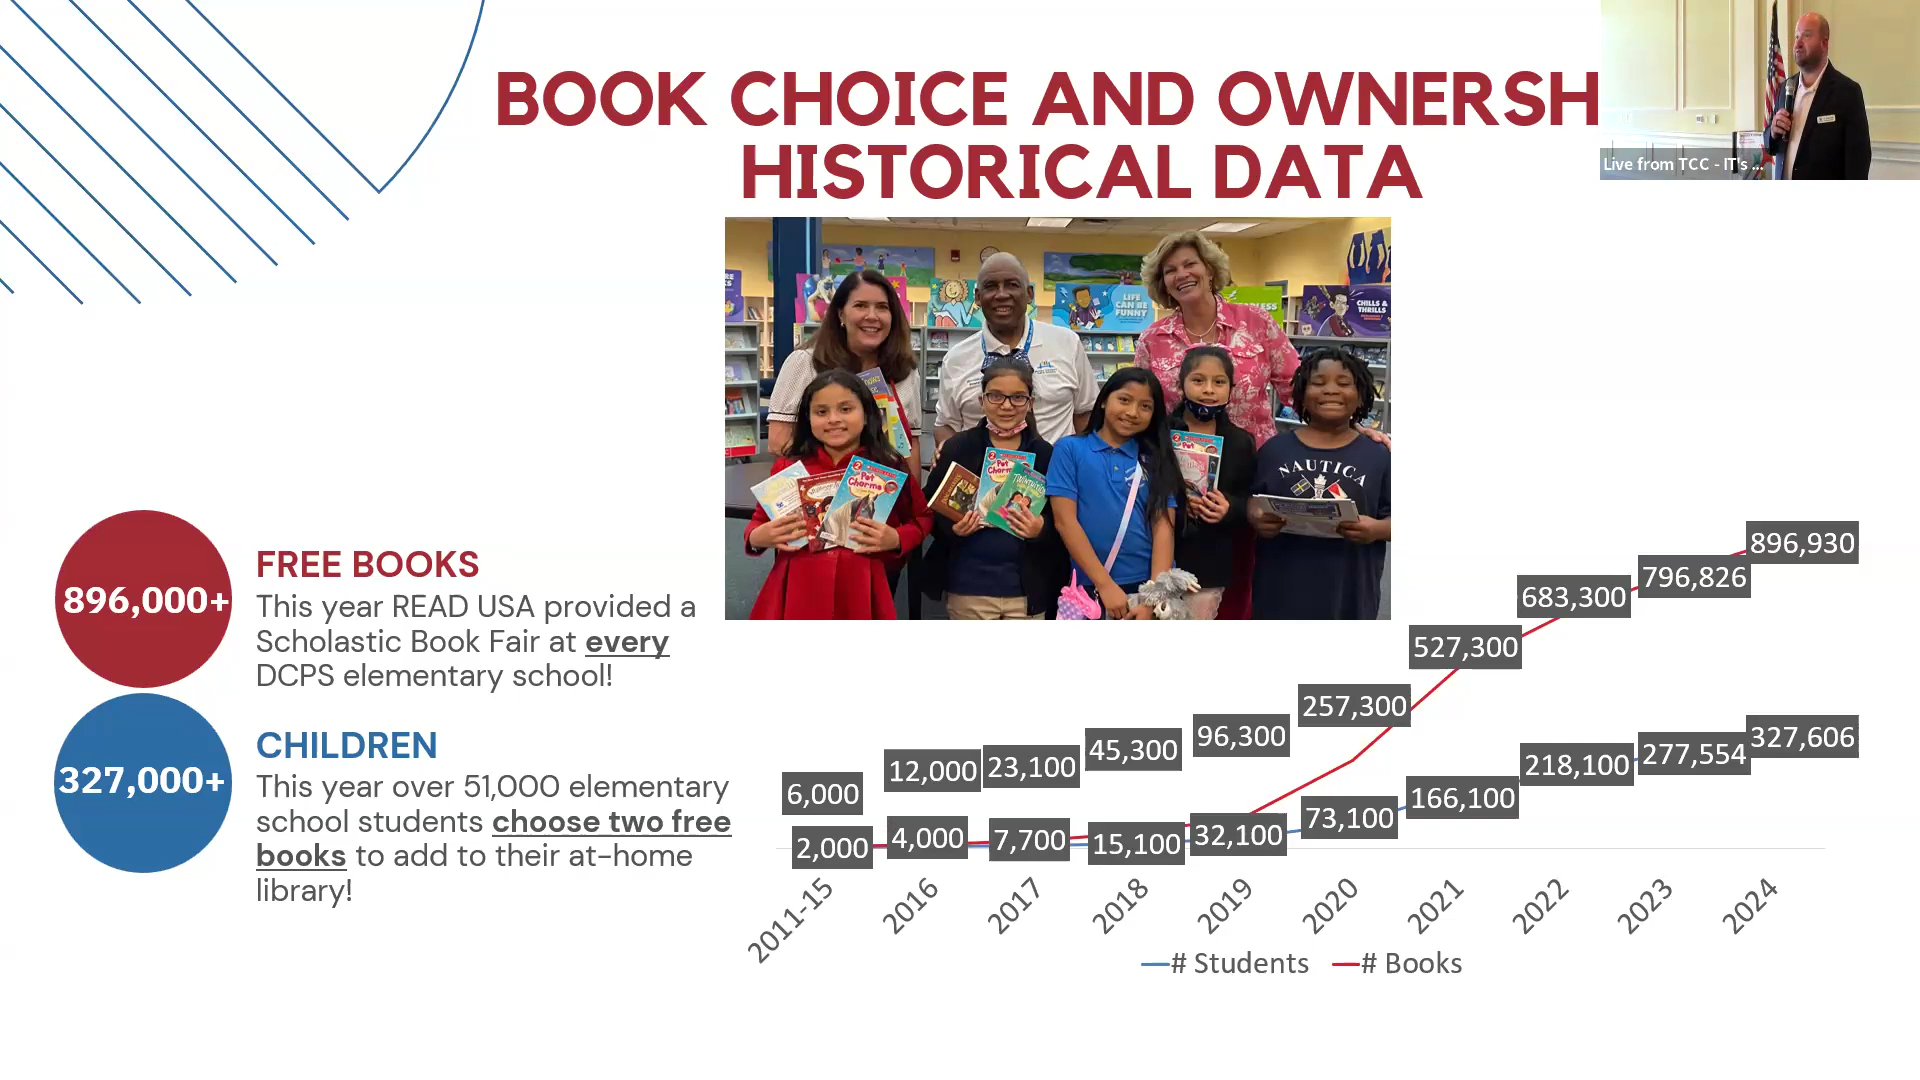 BOOK CHOICE AND OWNERSH
HISTORICAL DATA
Live from TCC - IT's ...
LIFE
CAN BE
FUNNY
CHILLS &
THRILLS
Pet
Charms
Pet
Charms
Pet
NAUTICA
896,000+
FREE BOOKS
This year READ USA provided a
Scholastic Book Fair at every
DCPS elementary school!
327,000+
CHILDREN
This year over 51,000 elementary
school students choose two free
books to add to their at-home
library!
6,000
12,000
23,100
45,300
96,300
257,300
527,300
683,300
796,826
896,930
2,000
4,000
7,700
15,100
32,100
73,100
166,100
218,100
277,554
327,606
2011-15
2016
2017
2018
2019
2020
2021
2022
2023
2024
# Students
# Books